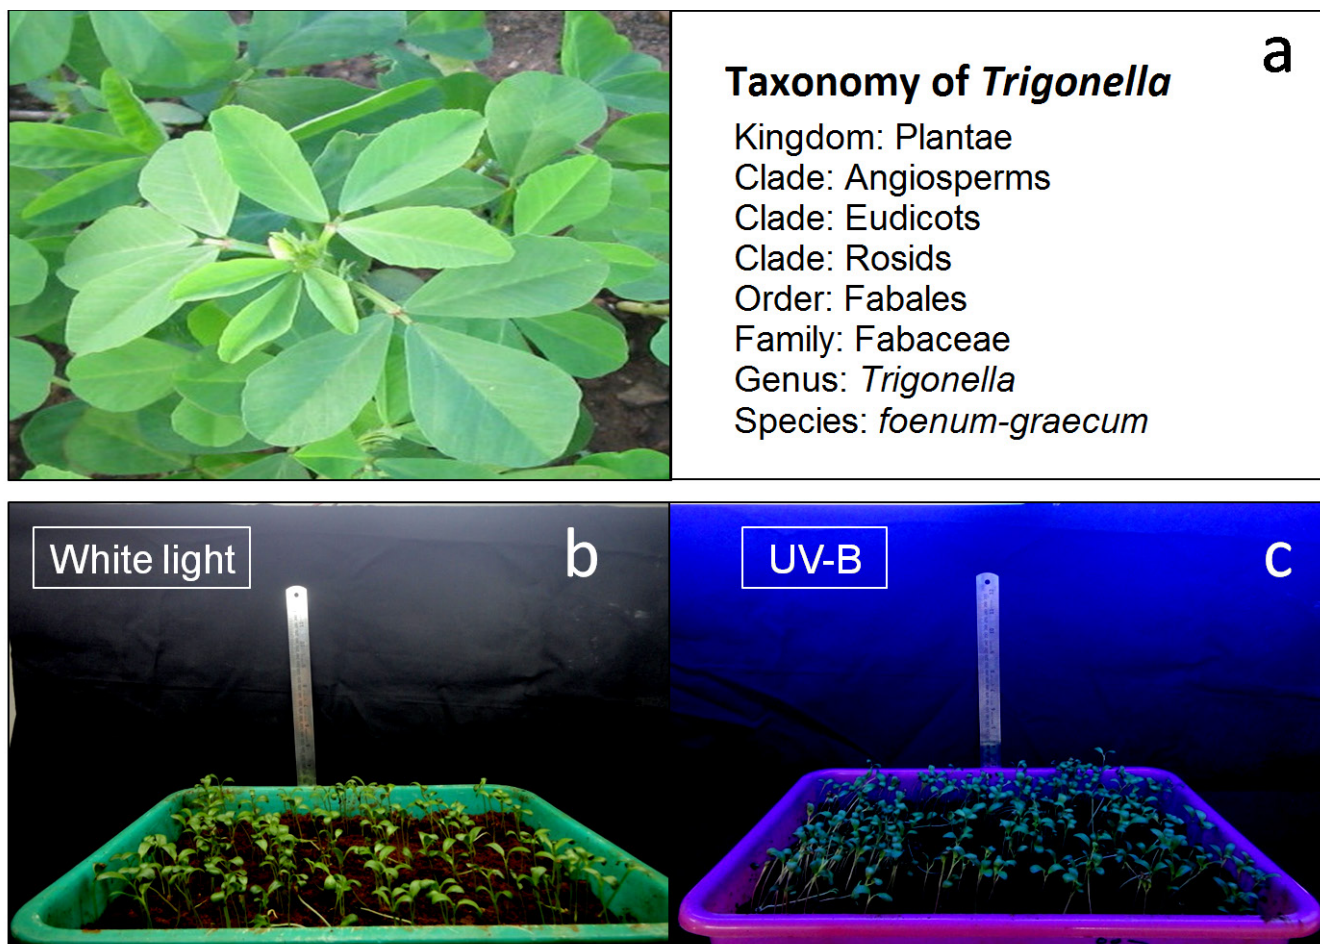 a
Taxonomy of Trigonella
Kingdom: Plantae
Clade: Angiosperms
Clade: Eudicots
Clade: Rosids
Order: Fabales
Family: Fabaceae
Genus: Trigonella
Species: foenum-graecum
White light
b
UV-B
c